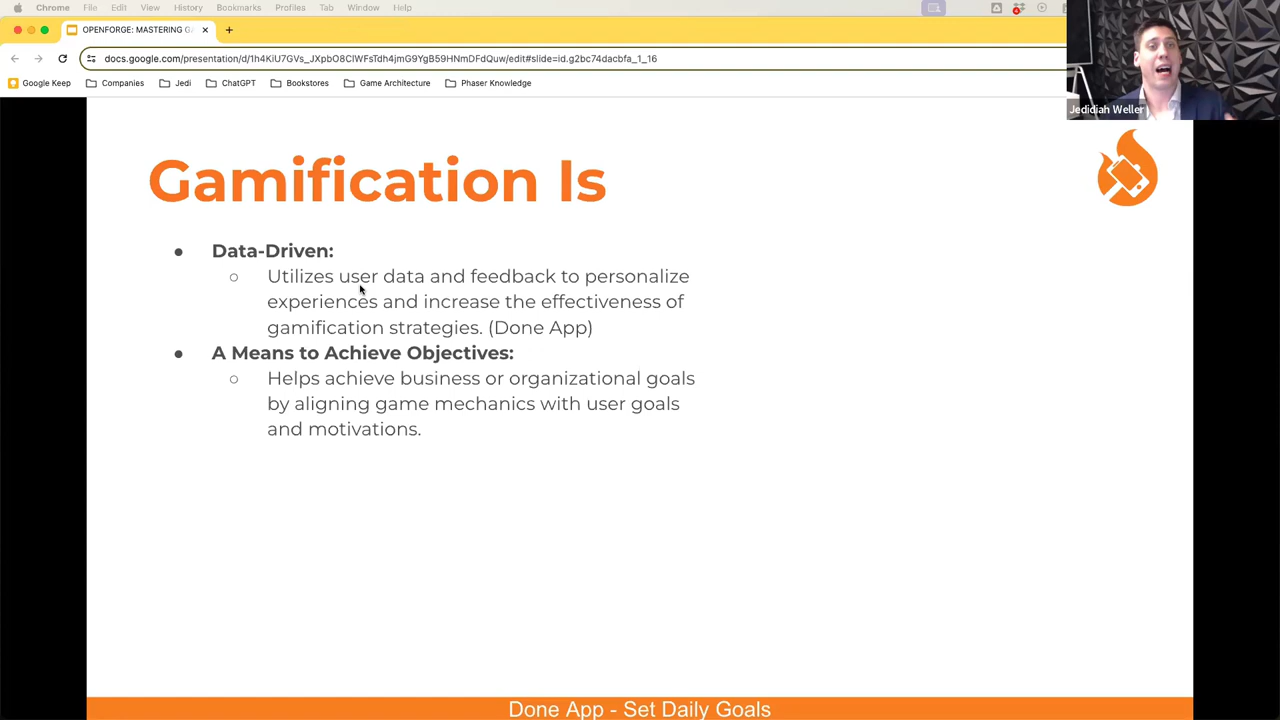 Chrome File Edit View History Bookmarks Profiles Tab Window Help
OPENFORGE: MASTERING GA
docs.google.com/presentation/d/1h4KiU7GVs_JXpbO8ClWFsTdh4jmG9YgB59HNmDFdQuw/edit#slide=id.g2bc74dacbfa_1_16
Google Keep Companies Jedi ChatGPT Bookstores Game Architecture Phaser Knowledge
Jedidiah Weller
Gamification Is
● Data-Driven:
○ Utilizes user data and feedback to personalize
experiences and increase the effectiveness of
gamification strategies. (Done App)
● A Means to Achieve Objectives:
○ Helps achieve business or organizational goals
by aligning game mechanics with user goals
and motivations.
Done App - Set Daily Goals